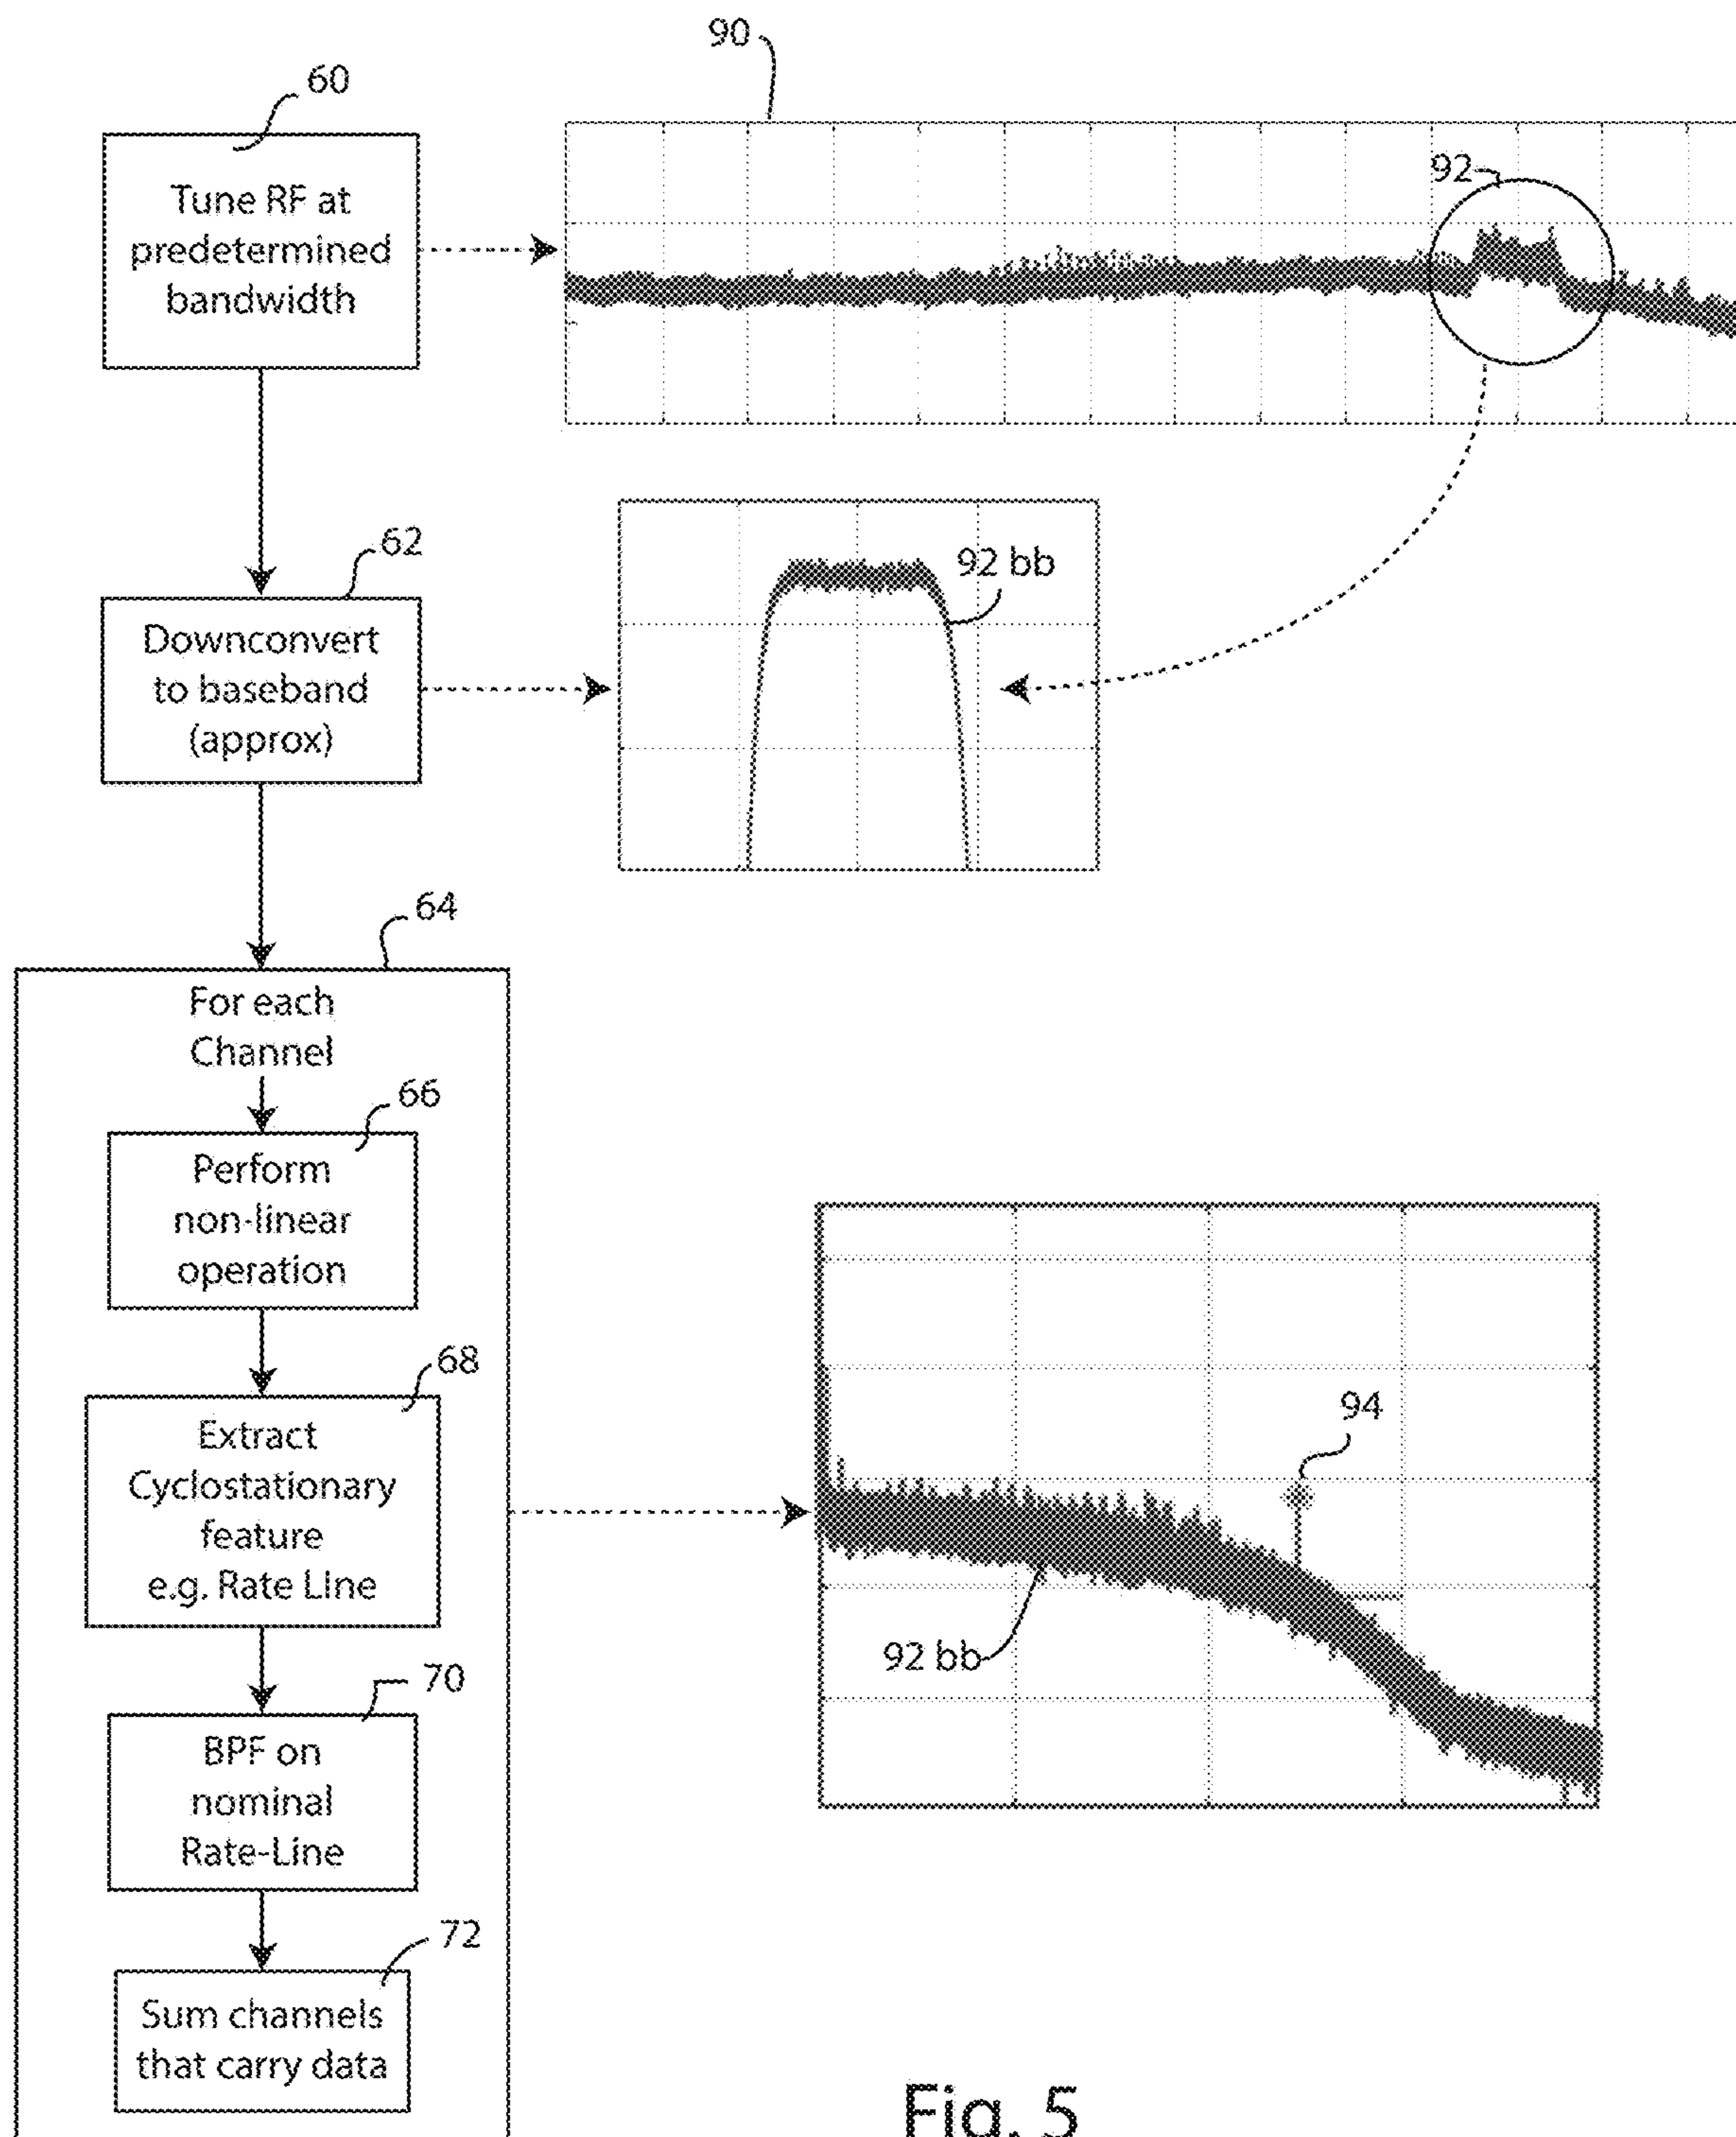 90
60
Tune RF at
predetermined
bandwidth
92
62
Downconvert
to baseband
(approx)
92 bb
64
For each
Channel
66
Perform
non-linear
operation
68
Extract
Cyclostationary
feature
e.g. Rate Line
94
92 bb
70
BPF on
nominal
Rate-Line
72
Sum channels
that carry data
Fig. 5